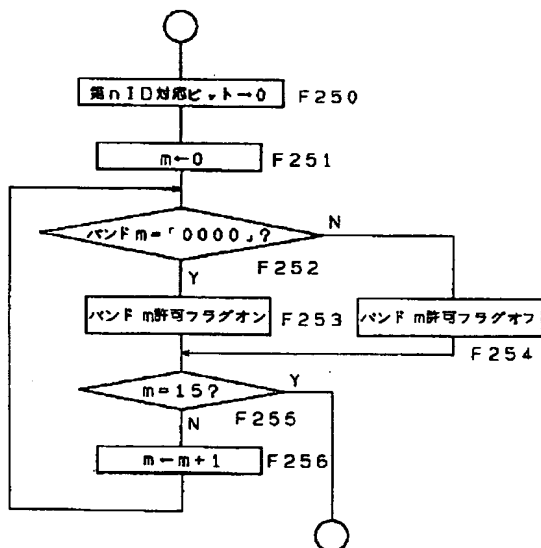 第nID対応ビット→0 F250
m←0 F251
バンドm=「0000」? N
F252
Y
バンドm許可フラグオン F253
バンドm許可フラグオフ
F254
m=15? Y
F255
N
m←m+1 F256